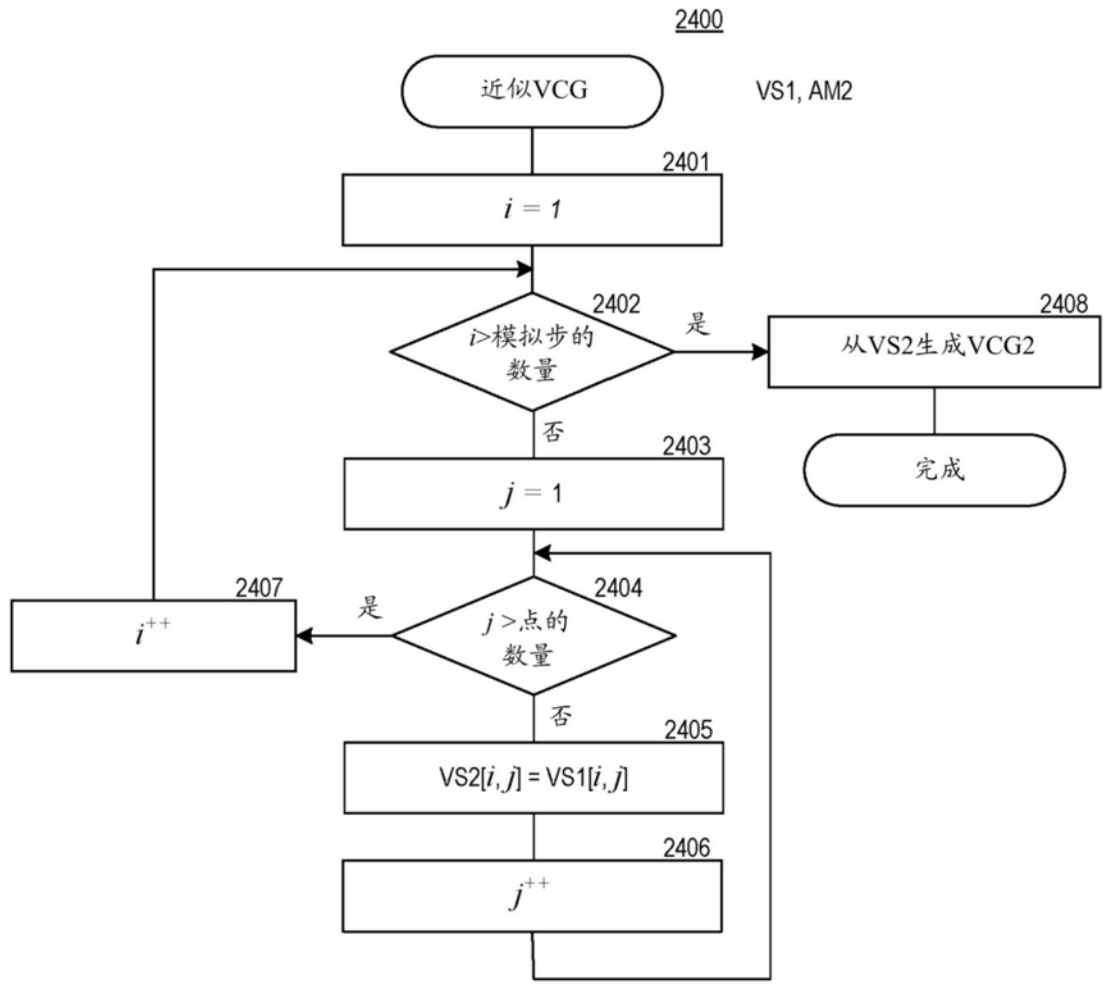 2400
近似VCG
VS1, AM2
2401
i = 1
2402
i>模拟步的
数量
是
2408
从VS2生成VCG2
完成
否
2403
j = 1
2404
j >点的
数量
是
2407
i++
否
2405
VS2[i, j] = VS1[i, j]
2406
j++